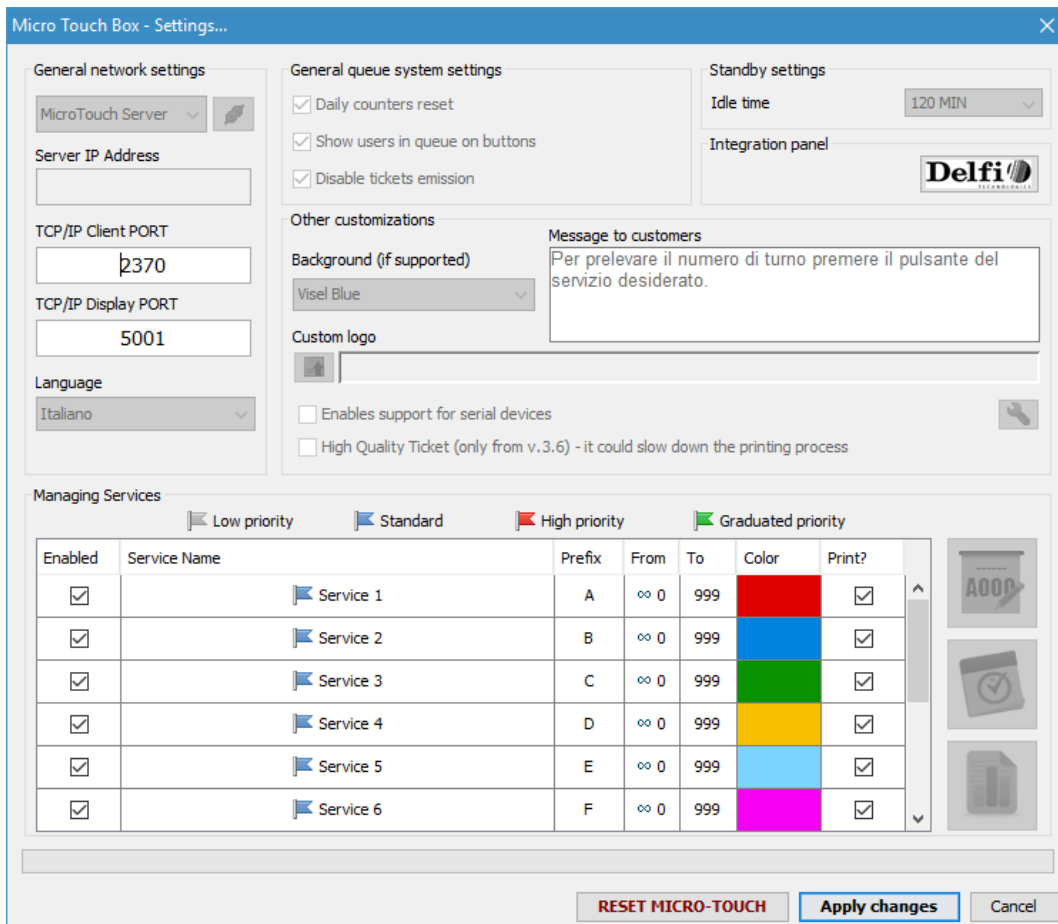 Micro Touch Box - Settings...
General network settings
MicroTouch Server
Server IP Address
TCP/IP Client PORT
2370
TCP/IP Display PORT
5001
Language
Italiano
General queue system settings
Daily counters reset
Show users in queue on buttons
Disable tickets emission
Standby settings
Idle time
120 MIN
Integration panel
Delfi
TECHNOLOGIES
Other customizations
Background (if supported)
Visel Blue
Message to customers
Per prelevare il numero di turno premere il pulsante del
servizio desiderato.
Custom logo
Enables support for serial devices
High Quality Ticket (only from v.3.6) - it could slow down the printing process
Managing Services
Low priority Standard High priority Graduated priority
Enabled Service Name Prefix From To Color Print?
Service 1 A ∞ 0 999
Service 2 B ∞ 0 999
Service 3 C ∞ 0 999
Service 4 D ∞ 0 999
Service 5 E ∞ 0 999
Service 6 F ∞ 0 999
A000
RESET MICRO-TOUCH
Apply changes
Cancel